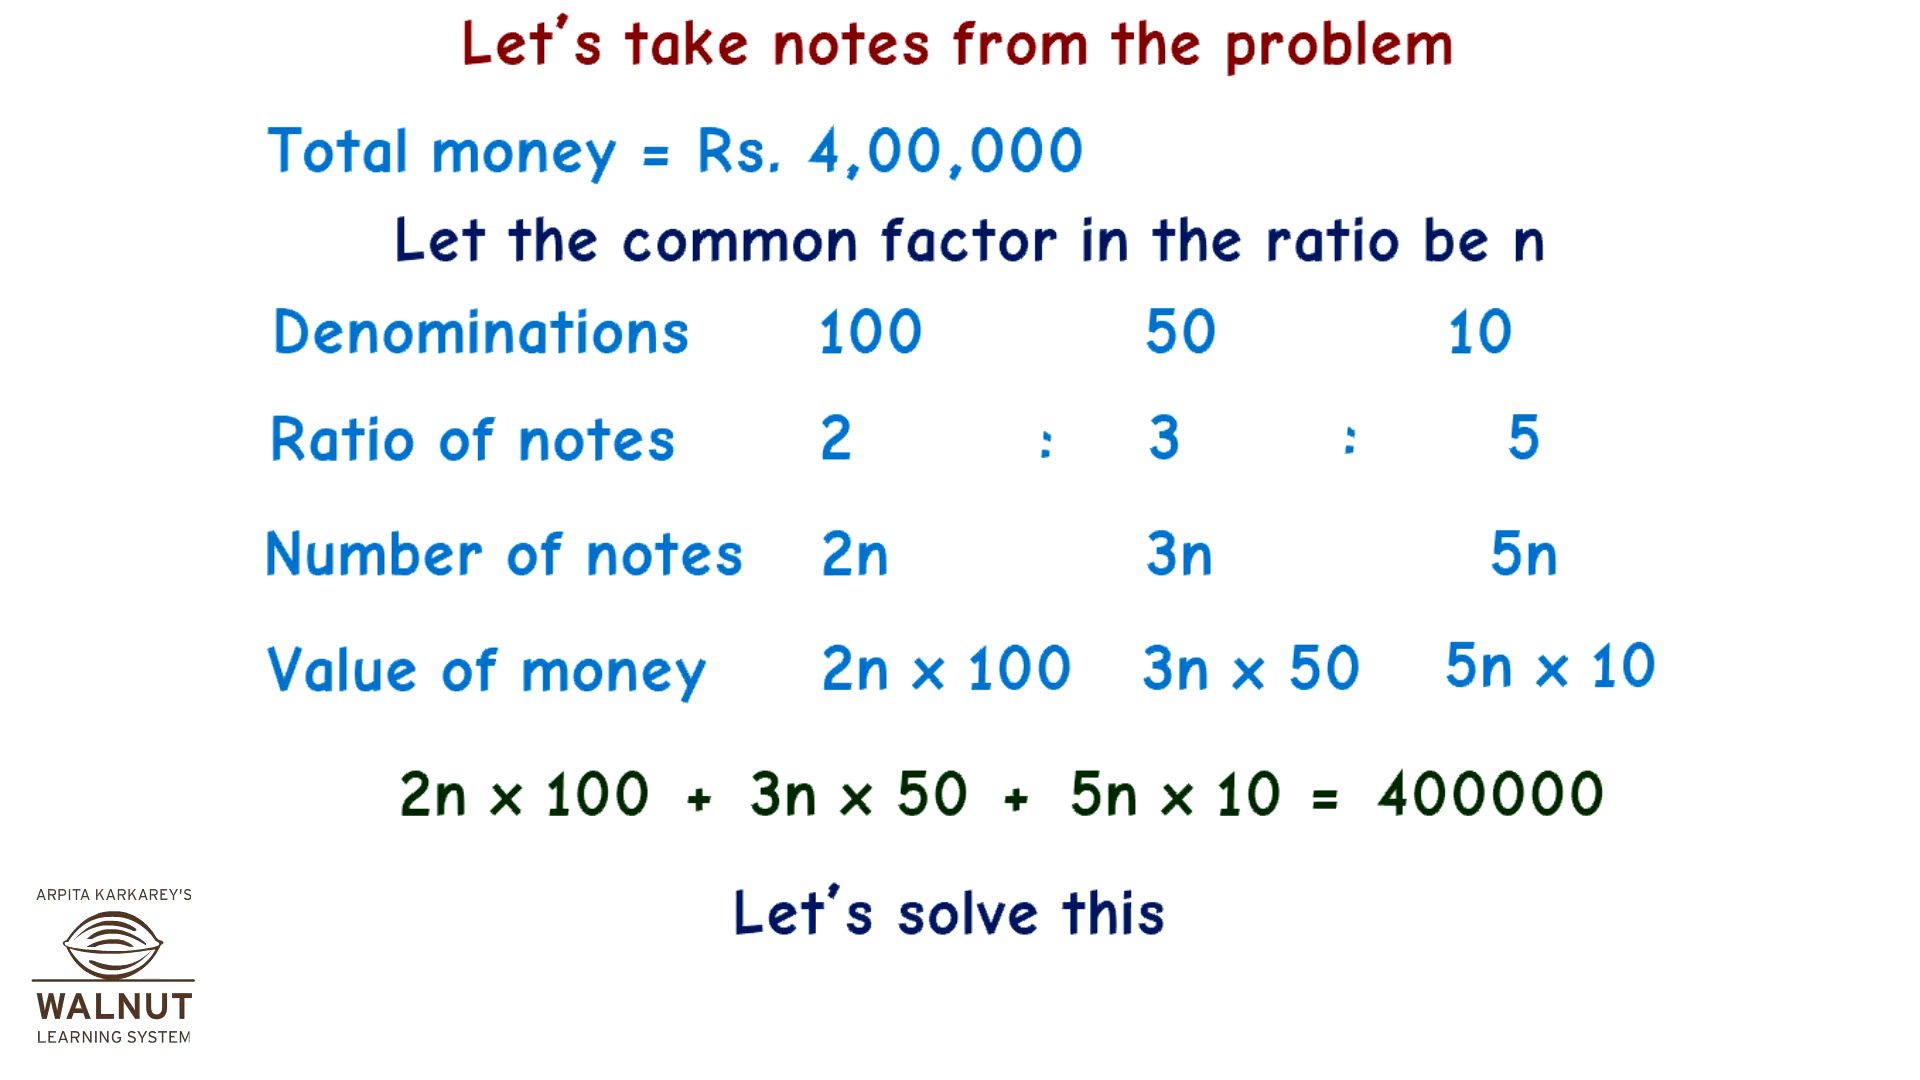 Let's take notes from the problem
Total money = Rs. 4,00,000
Let the common factor in the ratio be n
Denominations 100 50 10
Ratio of notes 2 : 3 : 5
Number of notes 2n 3n 5n
Value of money 2n x 100 3n x 50 5n x 10
2n x 100 + 3n x 50 + 5n x 10 = 400000
Let's solve this
ARPITA KARKAREY'S
WALNUT
LEARNING SYSTEM